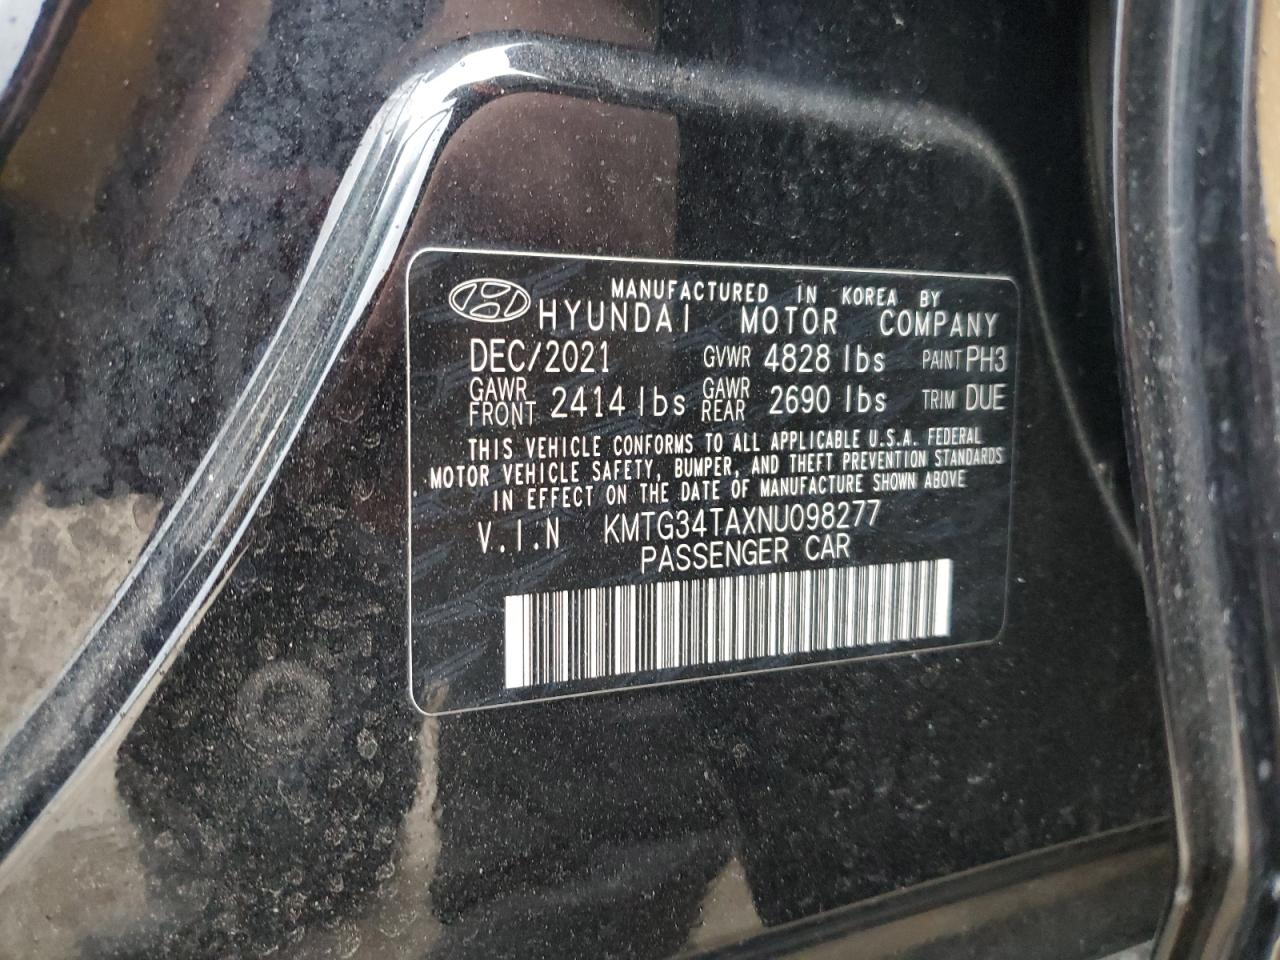 MANUFACTURED IN KOREA BY
HYUNDAI MOTOR COMPANY
DEC/2021 GVWR 4828 lbs PAINT PH3
GAWR FRONT 2414 lbs GAWR REAR 2690 lbs TRIM DUE
THIS VEHICLE CONFORMS TO ALL APPLICABLE U.S.A. FEDERAL
MOTOR VEHICLE SAFETY, BUMPER, AND THEFT PREVENTION STANDARDS
IN EFFECT ON THE DATE OF MANUFACTURE SHOWN ABOVE
V.I.N KMTG34TAXNU098277
PASSENGER CAR